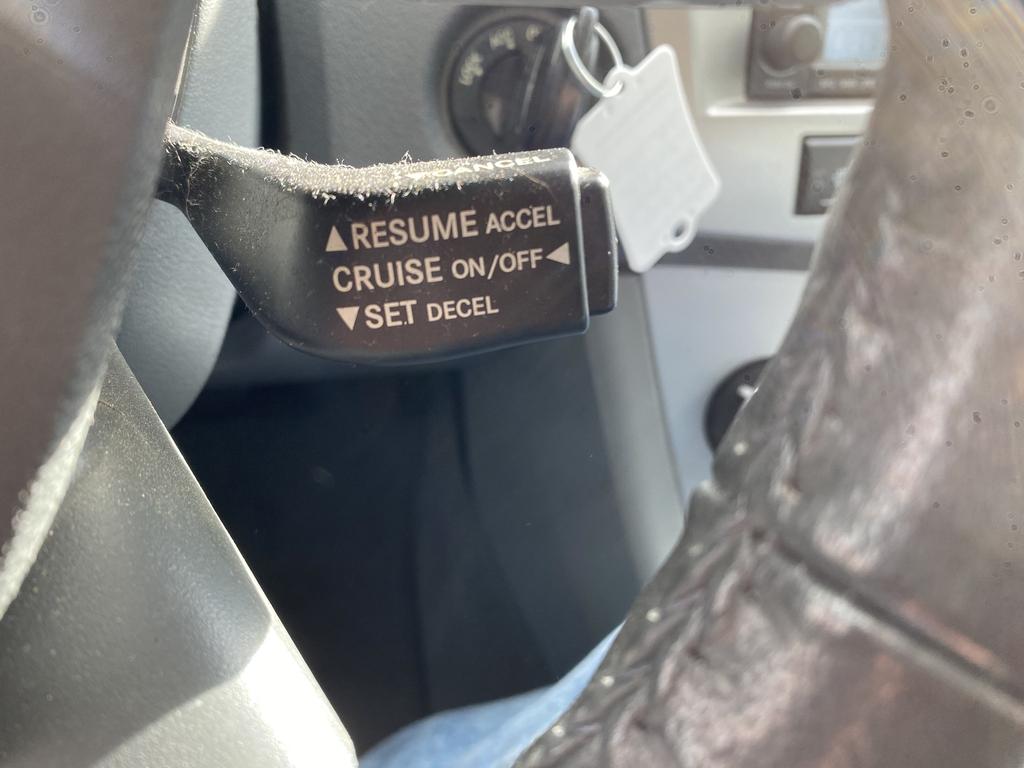 CANCEL
▲RESUME ACCEL
CRUISE ON/OFF◀
▼SET DECEL